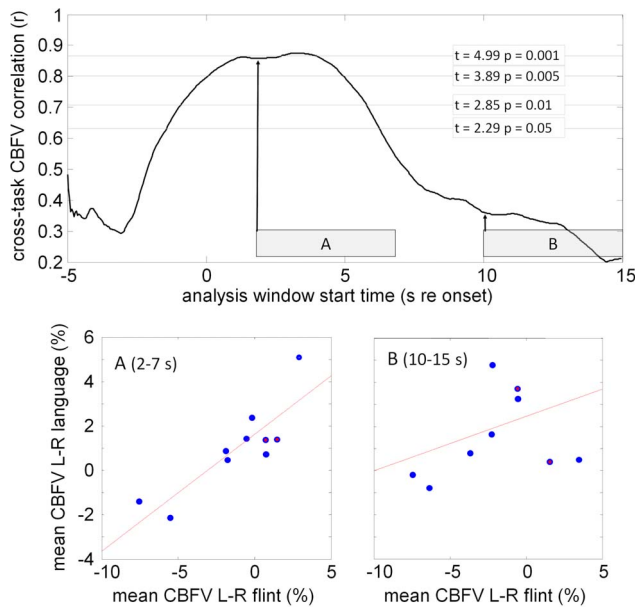 cross-task CBFV correlation (r)
1
0.9
0.8
0.7
0.6
0.5
0.4
0.3
0.2
t = 4.99 p = 0.001
t = 3.89 p = 0.005
t = 2.85 p = 0.01
t = 2.29 p = 0.05
A
B
-5
0
5
10
15
analysis window start time (s re onset)
mean CBFV L-R language (%)
6
4
2
0
-2
-4
A (2-7 s)
-10
-5
0
5
mean CBFV L-R flint (%)
B (10-15 s)
-10
-5
0
5
mean CBFV L-R flint (%)